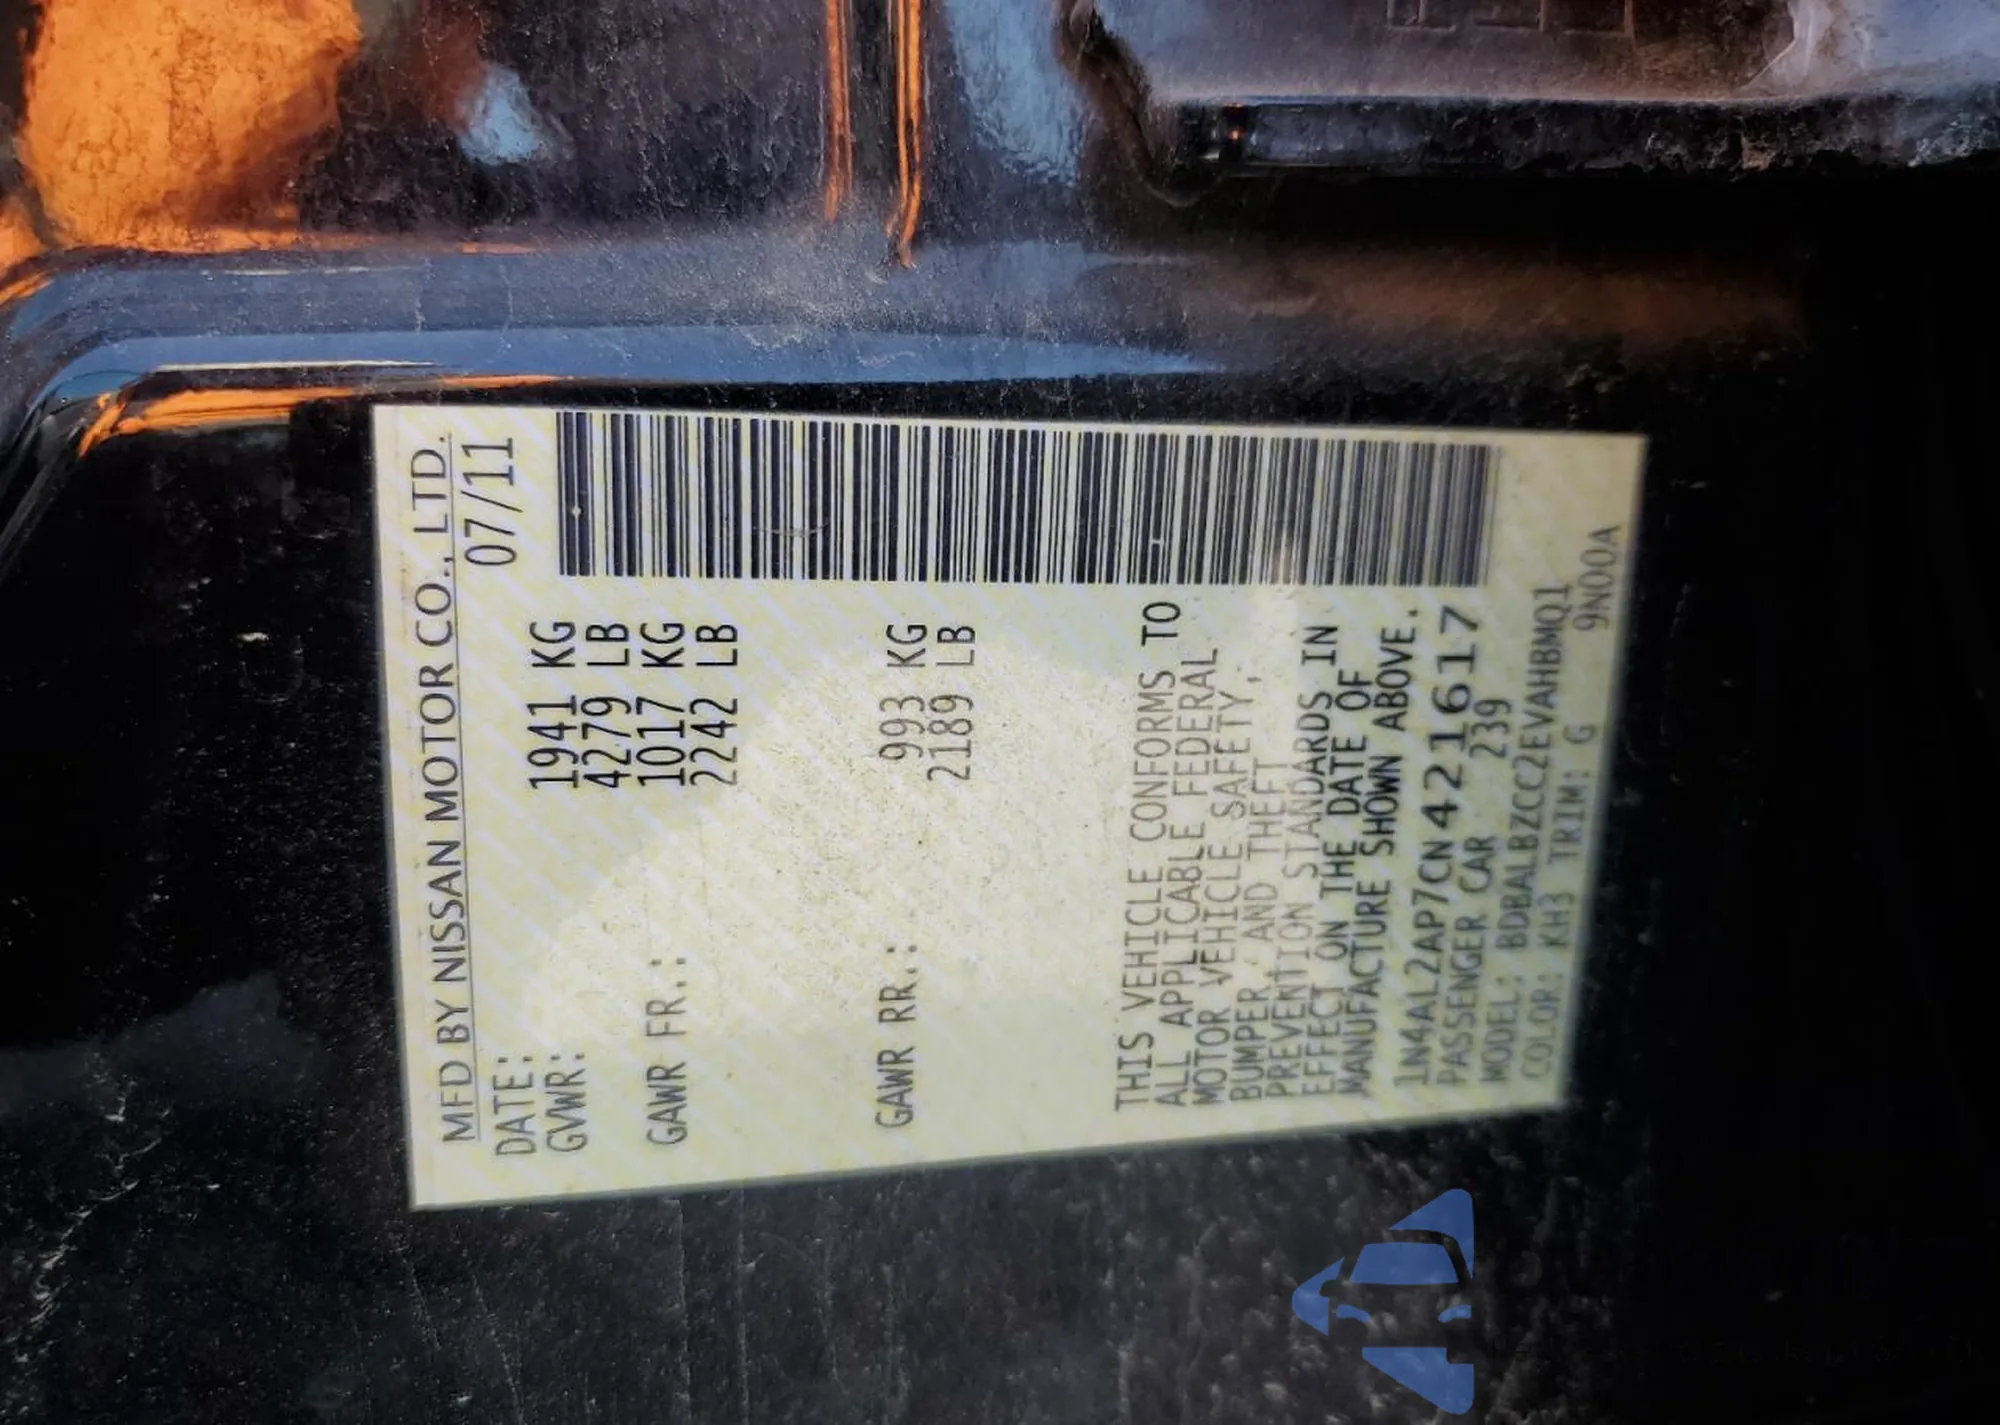 MFD BY NISSAN MOTOR CO., LTD.
DATE: 07/11
GVWR: 1941 KG
4279 LB
GAWR FR.: 1017 KG
2242 LB
GAWR RR.: 993 KG
2189 LB
THIS VEHICLE CONFORMS TO
ALL APPLICABLE FEDERAL
MOTOR VEHICLE SAFETY,
BUMPER, AND THEFT
PREVENTION STANDARDS IN
EFFECT ON THE DATE OF
MANUFACTURE SHOWN ABOVE.
1N4AL2AP7CN421617
PASSENGER CAR 239
MODEL: BDBALBZCC2EVAHBMQ1
COLOR: KH3 TRIM: G 9N00A